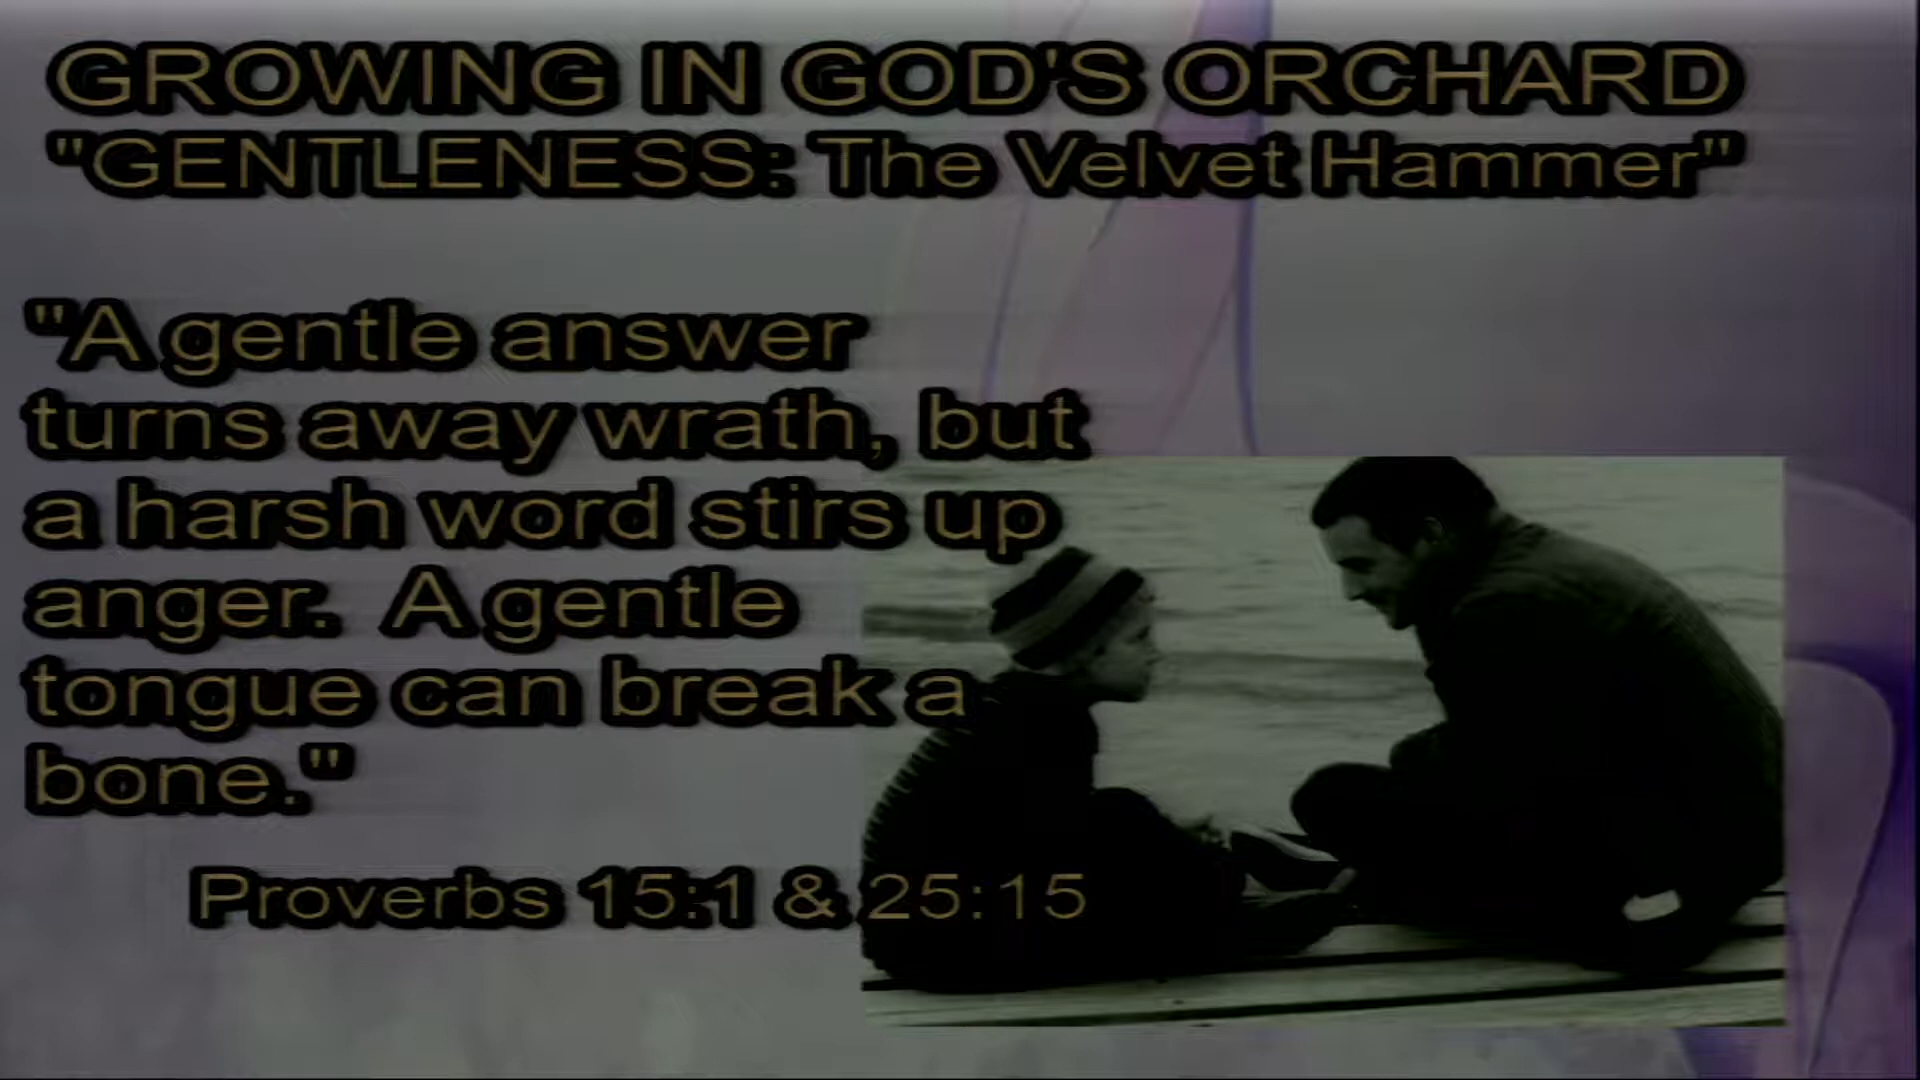 GROWING IN GOD'S ORCHARD
"GENTLENESS: The Velvet Hammer"
"A gentle answer
turns away wrath, but
a harsh word stirs up
anger. A gentle
tongue can break a
bone."
Proverbs 15:1 & 25:15